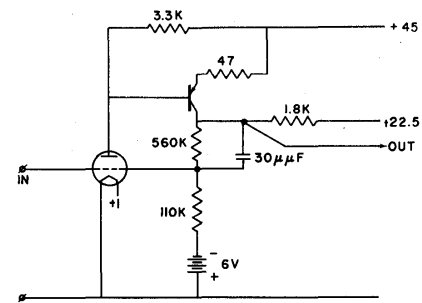 3.3K
+ 45
47
1.8K
+22.5
560K
OUT
30μμF
IN
+1
110K
-
6V
+